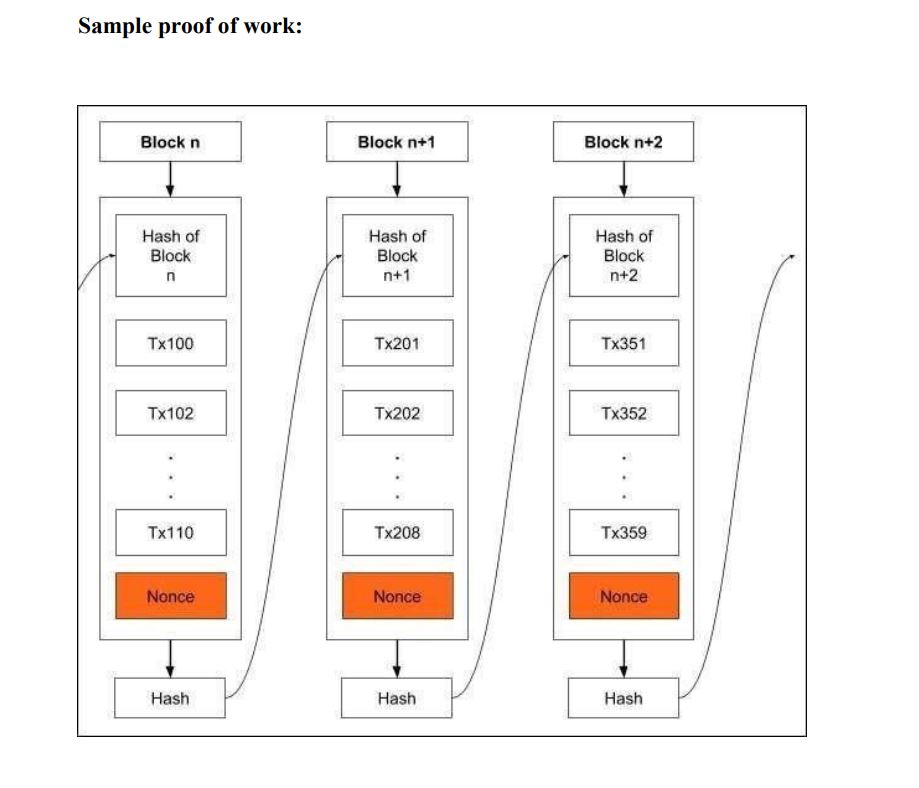 Sample proof of work:
Block n
Hash of
Block
n
Tx100
Tx102
Tx110
Nonce
Hash
Block n+1
Hash of
Block
n+1
Tx201
Tx202
Tx208
Nonce
Hash
Block n+2
Hash of
Block
n+2
Tx351
Tx352
Tx359
Nonce
Hash